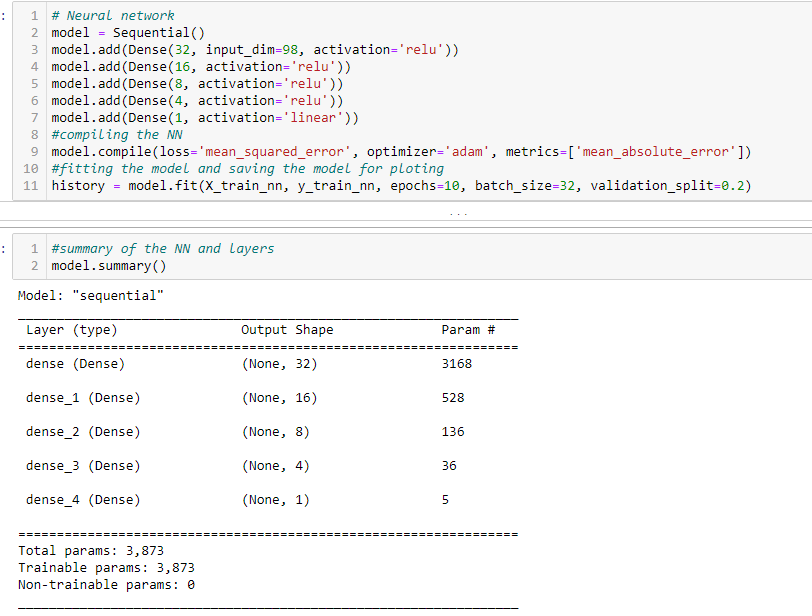 :
1 # Neural network
2 model = Sequential()
3 model.add(Dense(32, input_dim=98, activation='relu'))
4 model.add(Dense(16, activation='relu'))
5 model.add(Dense(8, activation='relu'))
6 model.add(Dense(4, activation='relu'))
7 model.add(Dense(1, activation='linear'))
8 #compiling the NN
9 model.compile(loss='mean_squared_error', optimizer='adam', metrics=['mean_absolute_error'])
10 #fitting the model and saving the model for ploting
11 history = model.fit(X_train_nn, y_train_nn, epochs=10, batch_size=32, validation_split=0.2)
...
:
1 #summary of the NN and layers
2 model.summary()
Model: "sequential"
_________________________________________________________________
Layer (type) Output Shape Param #
=================================================================
dense (Dense) (None, 32) 3168
dense_1 (Dense) (None, 16) 528
dense_2 (Dense) (None, 8) 136
dense_3 (Dense) (None, 4) 36
dense_4 (Dense) (None, 1) 5
=================================================================
Total params: 3,873
Trainable params: 3,873
Non-trainable params: 0
_________________________________________________________________